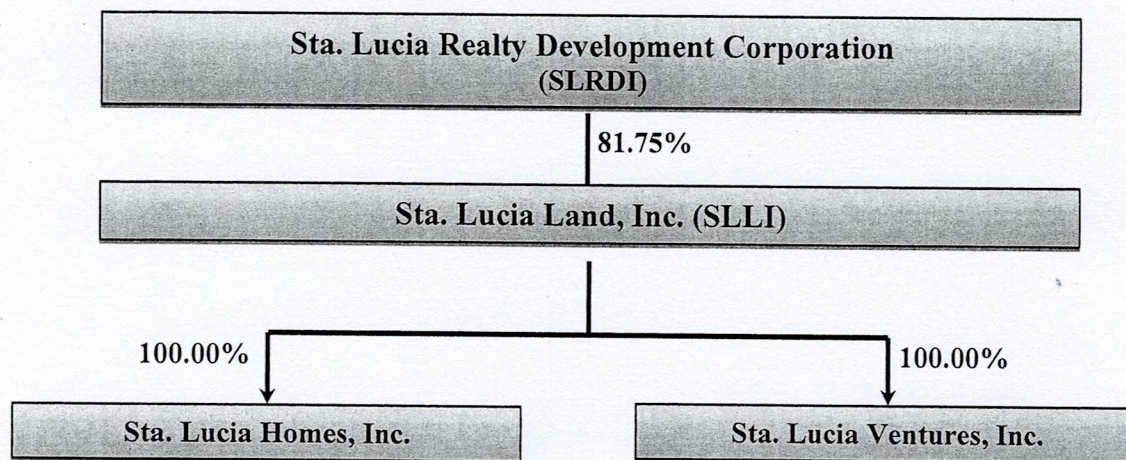 Sta. Lucia Realty Development Corporation
(SLRDI)
81.75%
Sta. Lucia Land, Inc. (SLLI)
100.00%
100.00%
Sta. Lucia Homes, Inc.
Sta. Lucia Ventures, Inc.